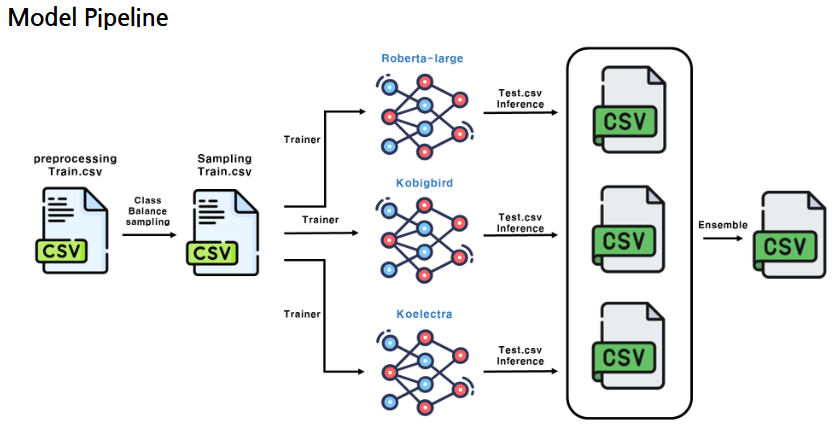 Model Pipeline
preprocessing
Train.csv
CSV
Class
Balance
sampling
Sampling
Train.csv
CSV
Trainer
Trainer
Trainer
Roberta-large
Test.csv
Inference
CSV
Kobigbird
Test.csv
Inference
CSV
Koelectra
Test.csv
Inference
CSV
Ensemble
CSV